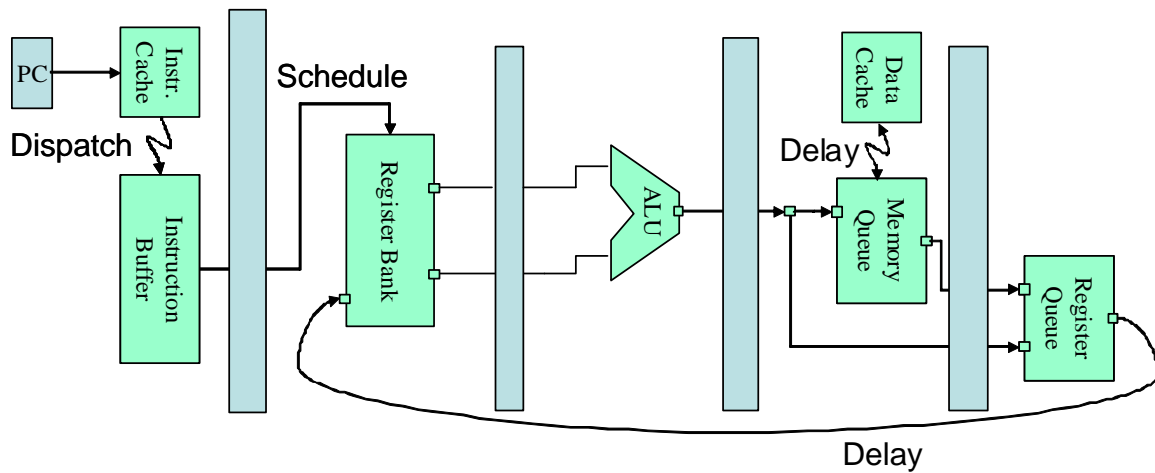 PC
Instr.
Cache
Dispatch
Instruction
Buffer
Schedule
Register Bank
ALU
Data
Cache
Delay
Memory
Queue
Register
Queue
Delay